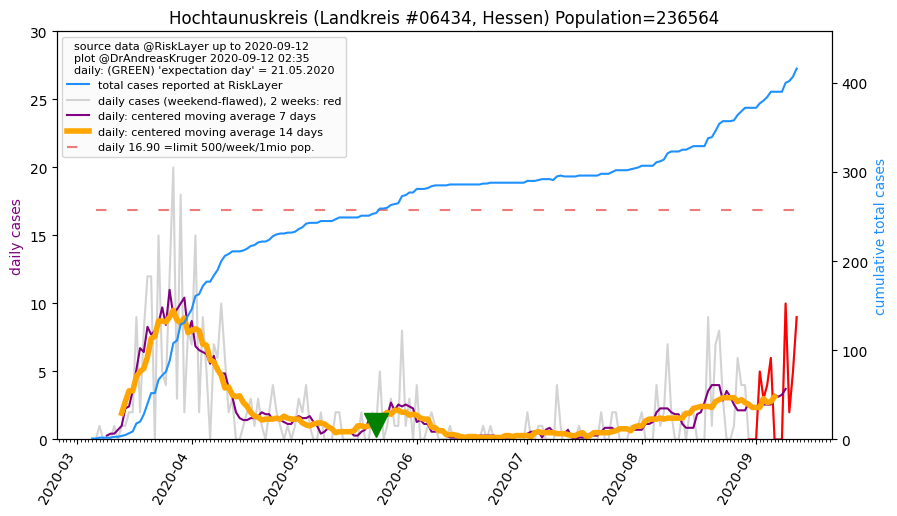 Hochtaunuskreis (Landkreis #06434, Hessen) Population=236564
source data @RiskLayer up to 2020-09-12
plot @DrAndreasKruger 2020-09-12 02:35
daily: (GREEN) 'expectation day' = 21.05.2020
total cases reported at RiskLayer
daily cases (weekend-flawed), 2 weeks: red
daily: centered moving average 7 days
daily: centered moving average 14 days
daily 16.90 =limit 500/week/1mio pop.
daily cases
30
25
20
15
10
5
0
cumulative total cases
400
300
200
100
0
2020-03
2020-04
2020-05
2020-06
2020-07
2020-08
2020-09